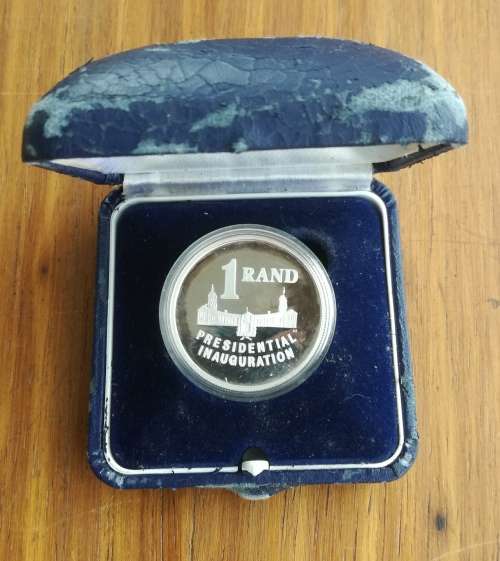 1 RAND
PRESIDENTIAL
INAUGURATION